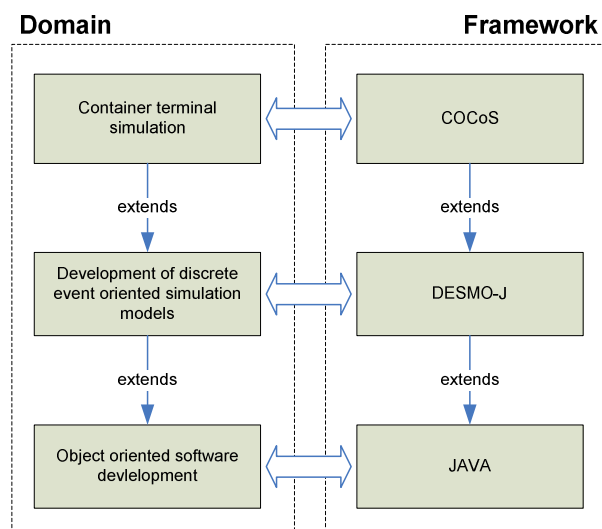 Domain
Framework
Container terminal
simulation
COCoS
extends
extends
Development of discrete
event oriented simulation
models
DESMO-J
extends
extends
Object oriented software
devlelopment
JAVA